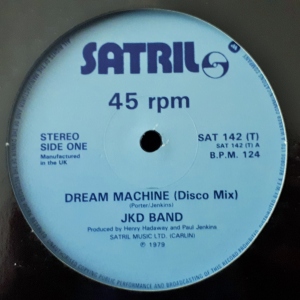 SATRIL
45 rpm
STEREO
SIDE ONE
Manufactured
in the UK
SAT 142 (T)
SAT 142 (T) A
B.P.M. 124
DREAM MACHINE (Disco Mix)
(Porter/Jenkins)
JKD BAND
Produced by Henry Hadaway and Paul Jenkins
SATRIL MUSIC LTD. (CARLIN)
℗ 1979